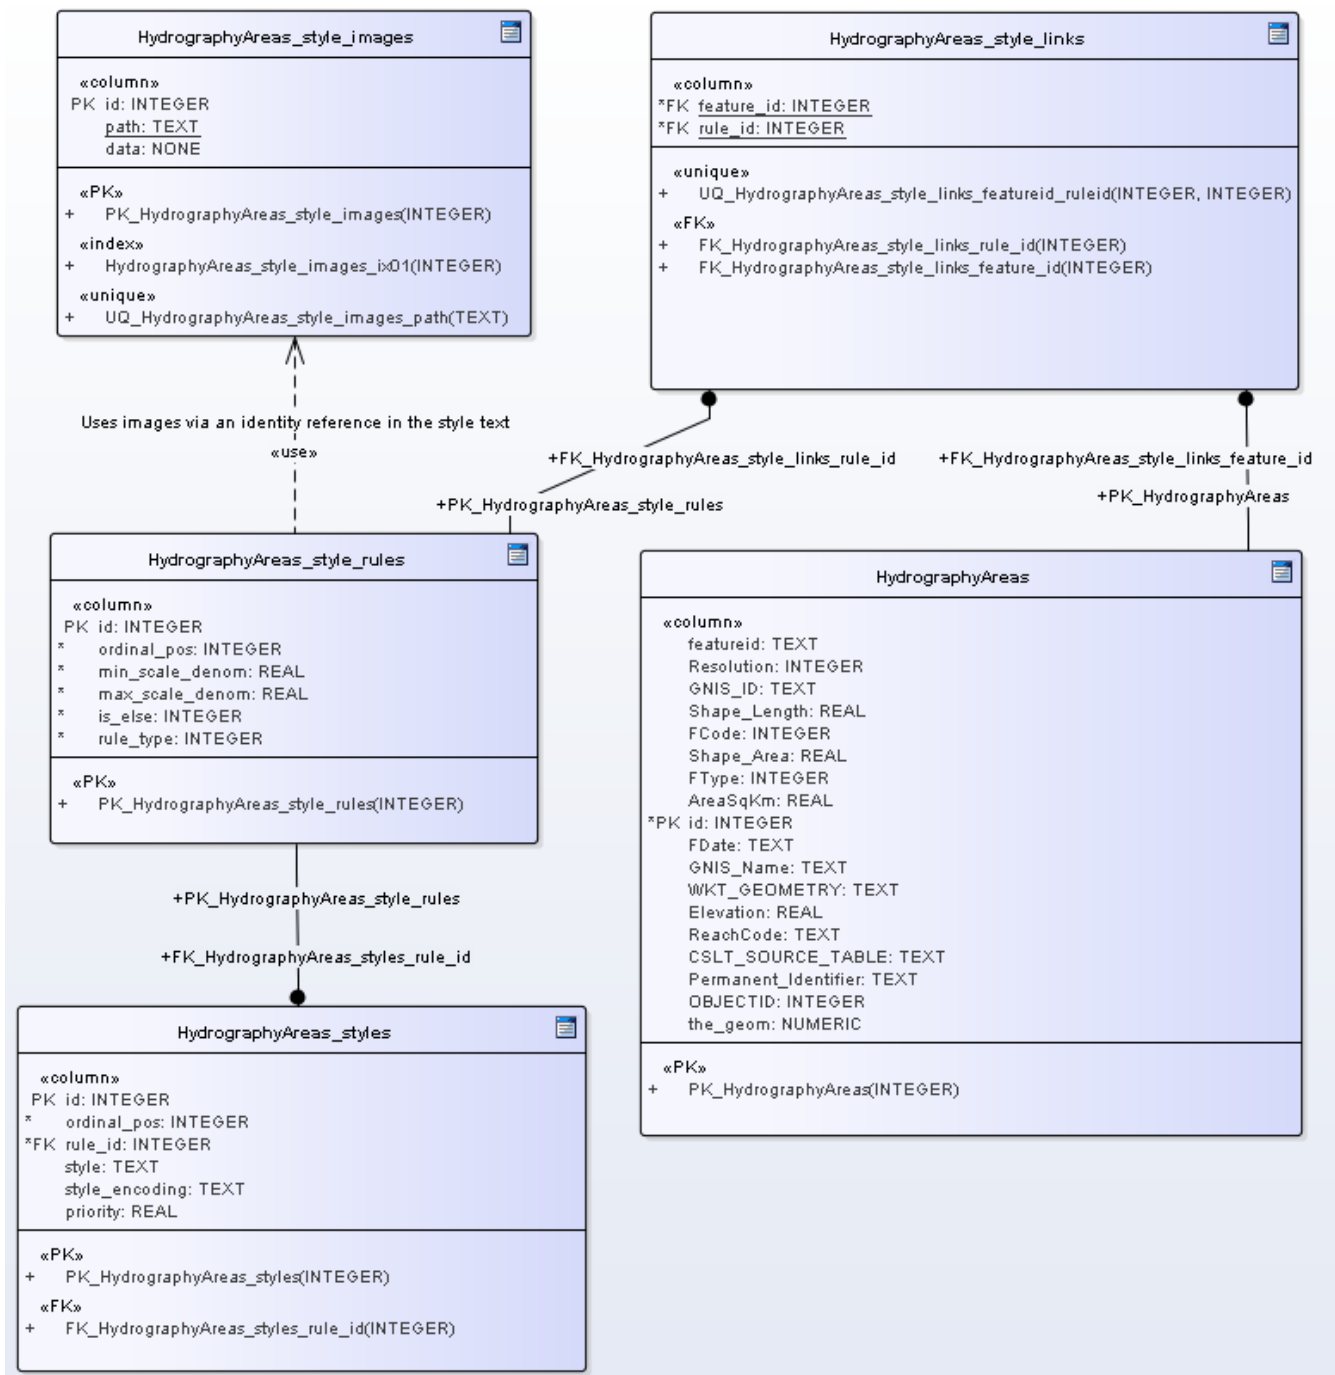 HydrographyAreas_style_images
«column»
PK id: INTEGER
path: TEXT
data: NONE
«PK»
+ PK_HydrographyAreas_style_images(INTEGER)
«index»
+ HydrographyAreas_style_images_ix01(INTEGER)
«unique»
+ UQ_HydrographyAreas_style_images_path(TEXT)
HydrographyAreas_style_links
«column»
*FK feature_id: INTEGER
*FK rule_id: INTEGER
«unique»
+ UQ_HydrographyAreas_style_links_featureid_ruleid(INTEGER, INTEGER)
«FK»
+ FK_HydrographyAreas_style_links_rule_id(INTEGER)
+ FK_HydrographyAreas_style_links_feature_id(INTEGER)
Uses images via an identity reference in the style text
«use»
+FK_HydrographyAreas_style_links_rule_id
+PK_HydrographyAreas_style_rules
+FK_HydrographyAreas_style_links_feature_id
+PK_HydrographyAreas
HydrographyAreas_style_rules
«column»
PK id: INTEGER
* ordinal_pos: INTEGER
* min_scale_denom: REAL
* max_scale_denom: REAL
* is_else: INTEGER
* rule_type: INTEGER
«PK»
+ PK_HydrographyAreas_style_rules(INTEGER)
HydrographyAreas
«column»
featureid: TEXT
Resolution: INTEGER
GNIS_ID: TEXT
Shape_Length: REAL
FCode: INTEGER
Shape_Area: REAL
FType: INTEGER
AreaSqKm: REAL
*PK id: INTEGER
FDate: TEXT
GNIS_Name: TEXT
WKT_GEOMETRY: TEXT
Elevation: REAL
ReachCode: TEXT
CSLT_SOURCE_TABLE: TEXT
Permanent_Identifier: TEXT
OBJECTID: INTEGER
the_geom: NUMERIC
«PK»
+ PK_HydrographyAreas(INTEGER)
+PK_HydrographyAreas_style_rules
+FK_HydrographyAreas_styles_rule_id
HydrographyAreas_styles
«column»
PK id: INTEGER
* ordinal_pos: INTEGER
*FK rule_id: INTEGER
style: TEXT
style_encoding: TEXT
priority: REAL
«PK»
+ PK_HydrographyAreas_styles(INTEGER)
«FK»
+ FK_HydrographyAreas_styles_rule_id(INTEGER)